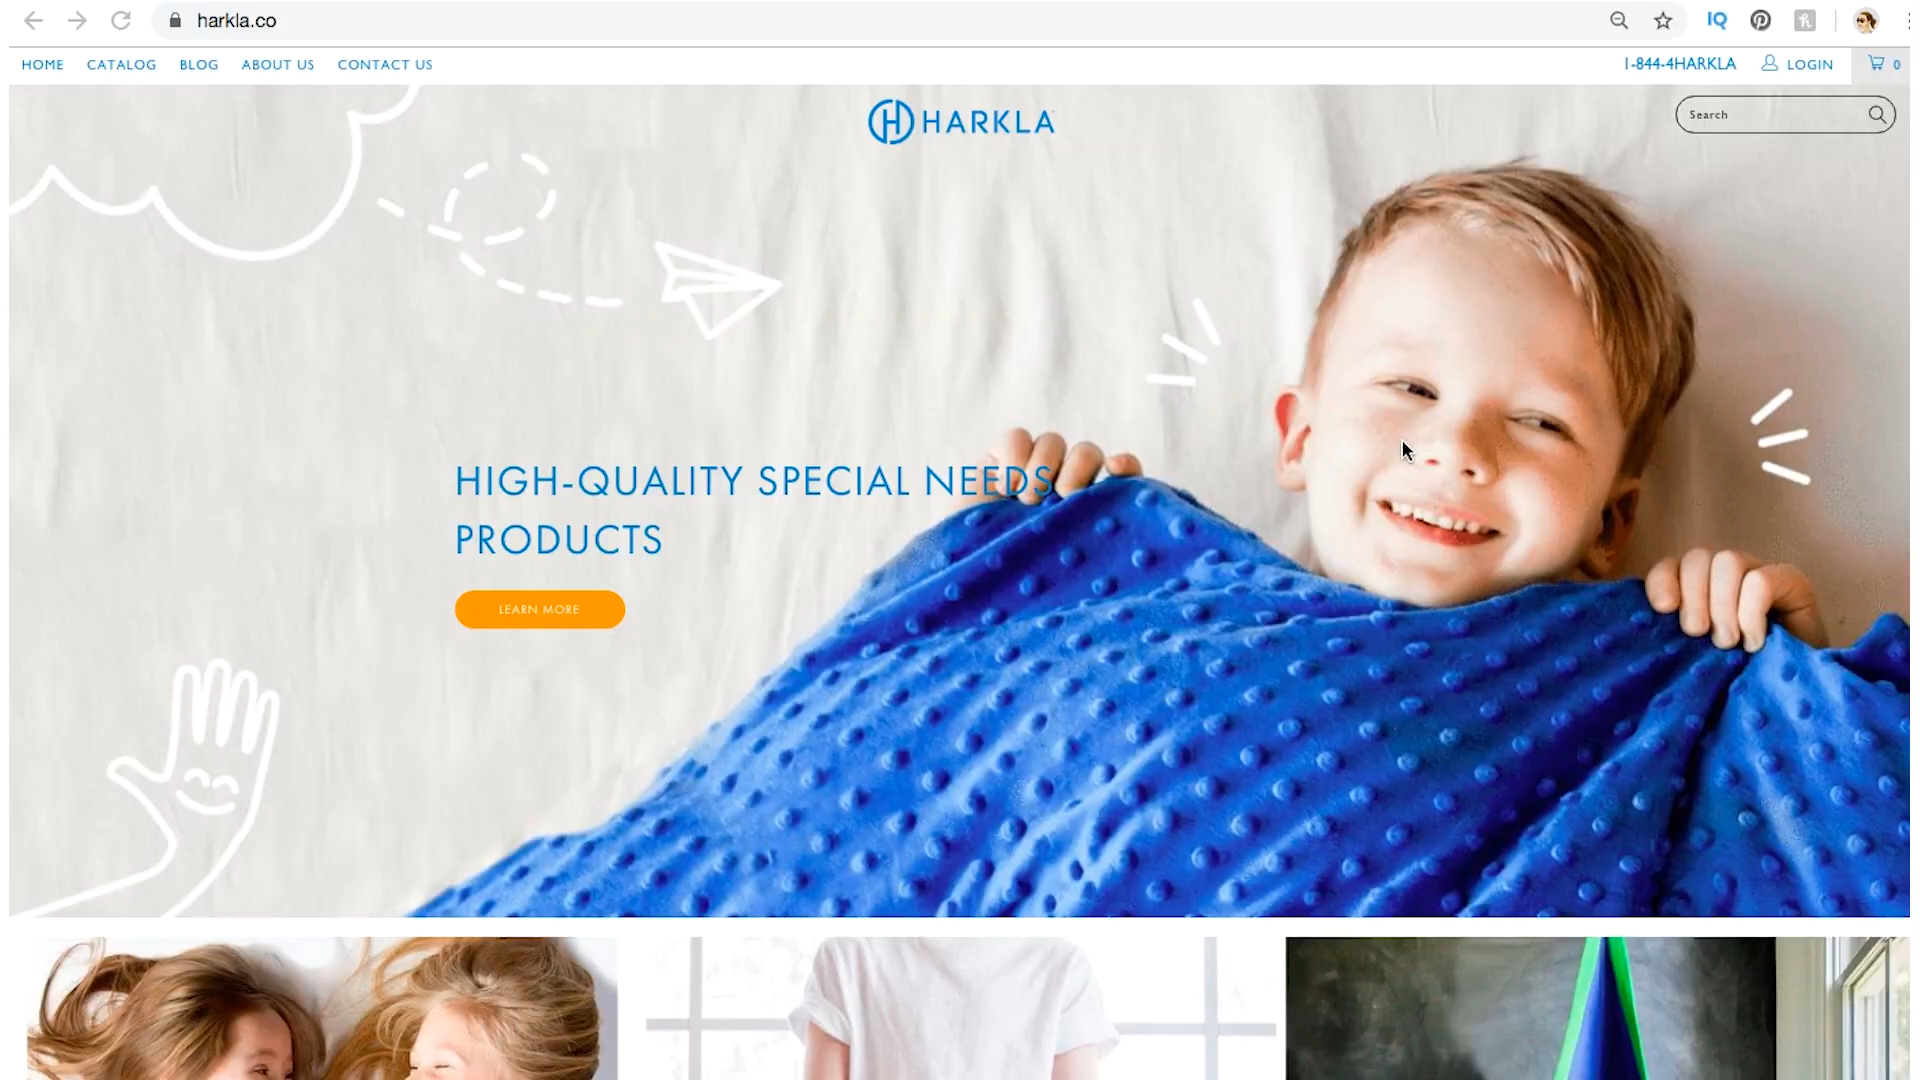 harkla.co
IQ
HOME CATALOG BLOG ABOUT US CONTACT US
1-844-4HARKLA LOGIN 0
HARKLA
Search
HIGH-QUALITY SPECIAL NEEDS
PRODUCTS
LEARN MORE